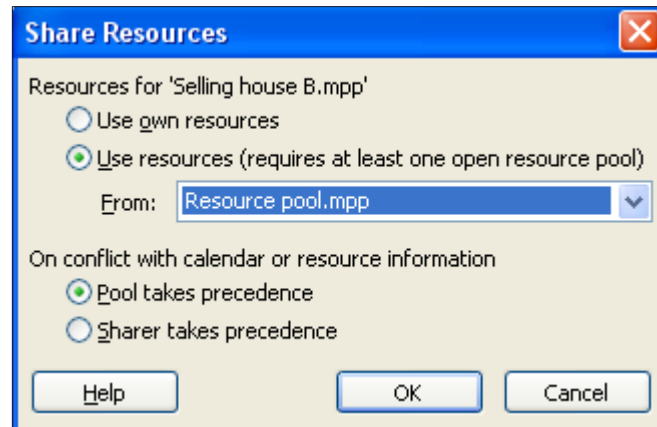 Share Resources
Resources for 'Selling house B.mpp'
Use own resources
Use resources (requires at least one open resource pool)
From: Resource pool.mpp
On conflict with calendar or resource information
Pool takes precedence
Sharer takes precedence
Help OK Cancel